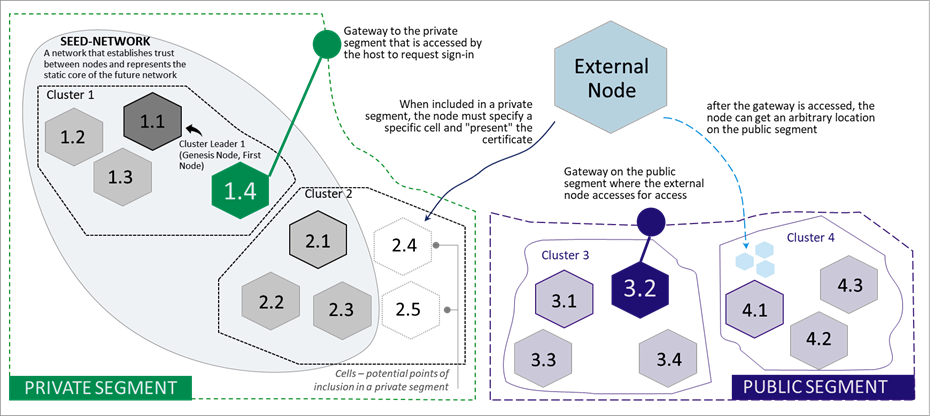 SEED-NETWORK
A network that establishes trust
between nodes and represents the
static core of the future network
Cluster 1
1.1
1.2
1.3
Cluster Leader 1
(Genesis Node, First
Node)
1.4
Gateway to the private
segment that is accessed by
the host to request sign-in
When included in a private
segment, the node must specify a
specific cell and "present" the
certificate
Cluster 2
2.1
2.2
2.3
2.4
2.5
Cells – potential points of
inclusion in a private segment
PRIVATE SEGMENT
External
Node
after the gateway is accessed, the
node can get an arbitrary location
on the public segment
Gateway on the public
segment where the external
node accesses for access
Cluster 3
3.1
3.2
3.3
3.4
Cluster 4
4.1
4.2
4.3
PUBLIC SEGMENT